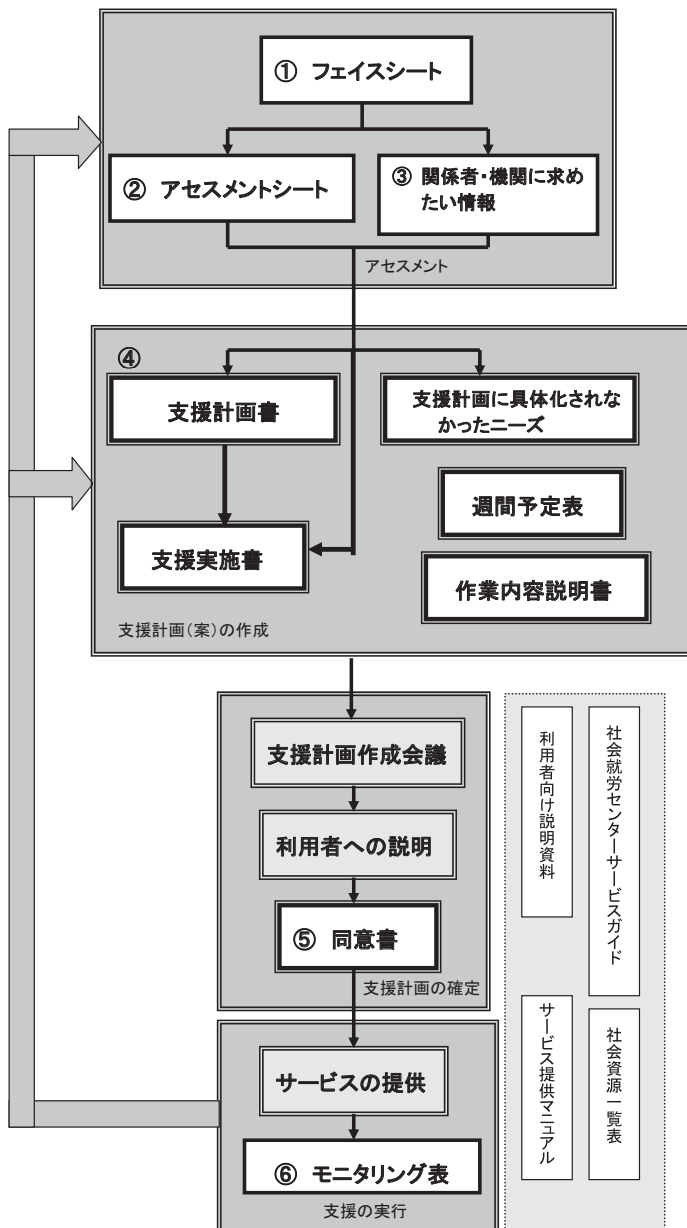 ① フェイスシート
② アセスメントシート
③ 関係者・機関に求め
たい情報
アセスメント
④
支援計画書
支援計画に具体化されな
かったニーズ
週間予定表
支援実施書
作業内容説明書
支援計画(案)の作成
支援計画作成会議
利用者への説明
⑤ 同意書
支援計画の確定
サービスの提供
⑥ モニタリング表
支援の実行
社会就労センターサービスガイド
利用者向け説明資料
社会資源一覧表
サービス提供マニュアル